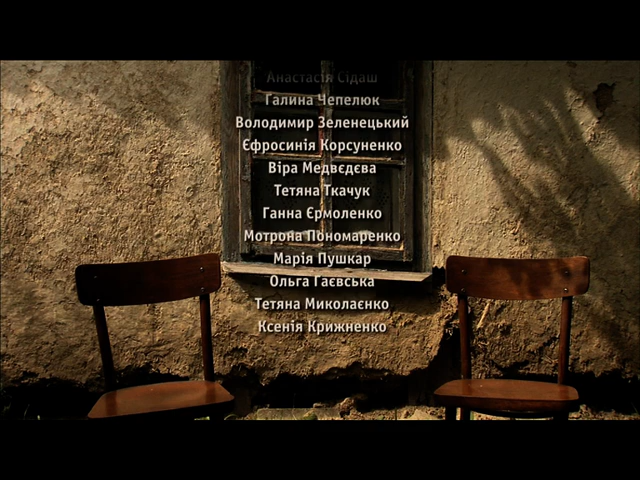 Анастасія Сідаш
Галина Чепелюк
Володимир Зеленецький
Єфросинія Корсуненко
Віра Медвєдєва
Тетяна Ткачук
Ганна Єрмоленко
Мотрона Пономаренко
Марія Пушкар
Ольга Гаєвська
Тетяна Миколаєнко
Ксенія Крижненко